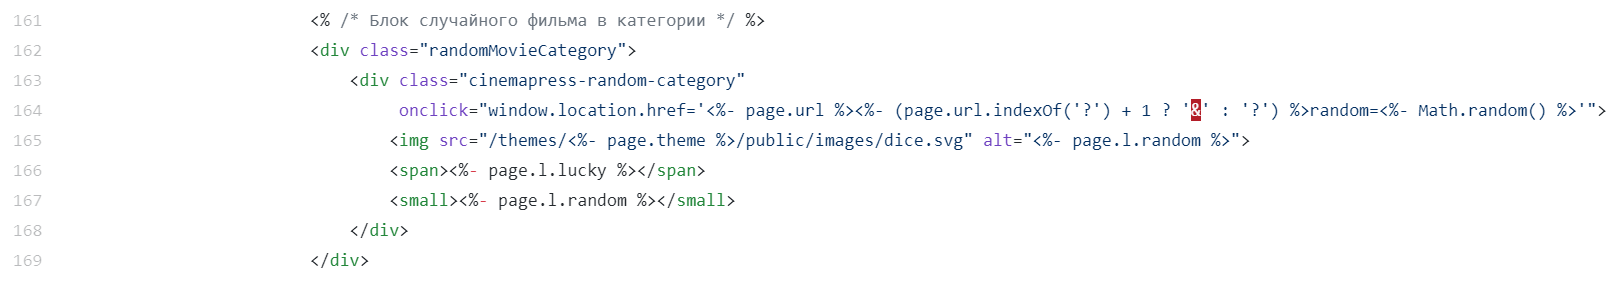 161 <% /* Блок случайного фильма в категории */ %>
162 <div class="randomMovieCategory">
163 <div class="cinemapress-random-category"
164 onclick="window.location.href='<%- page.url %><%- (page.url.indexOf('?') + 1 ? '&' : '?') %>random=<%- Math.random() %>'">
165 <img src="/themes/<%- page.theme %>/public/images/dice.svg" alt="<%- page.l.random %>">
166 <span><%- page.l.lucky %></span>
167 <small><%- page.l.random %></small>
168 </div>
169 </div>